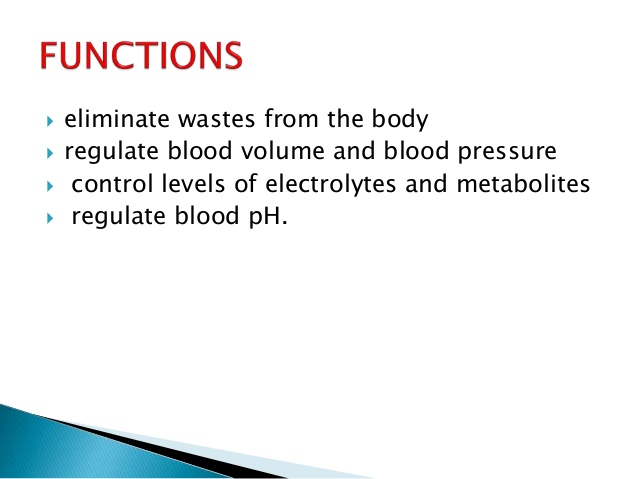 FUNCTIONS
eliminate wastes from the body
regulate blood volume and blood pressure
control levels of electrolytes and metabolites
regulate blood pH.